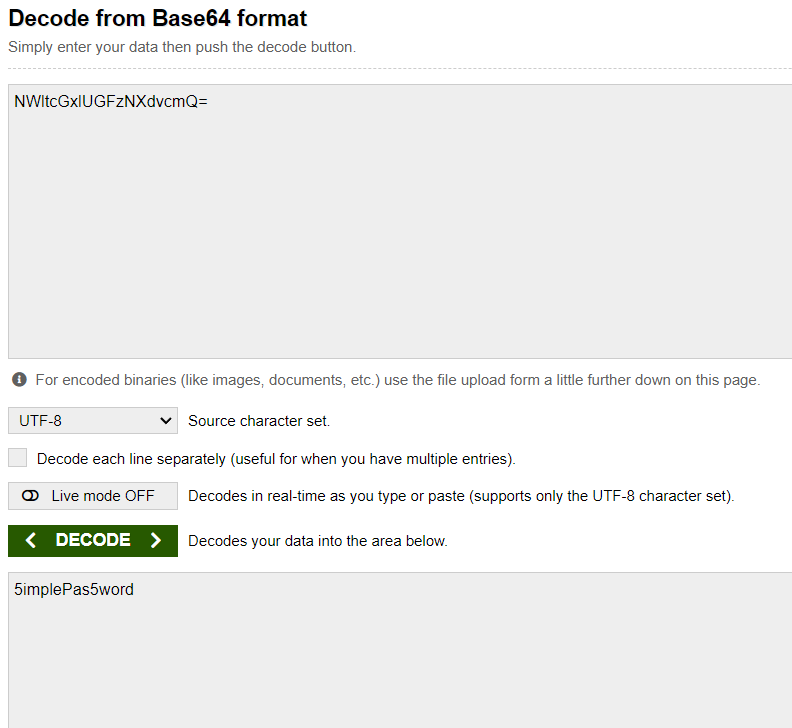 Decode from Base64 format
Simply enter your data then push the decode button.
NWltcGxlUGFzNXdvcmQ=
For encoded binaries (like images, documents, etc.) use the file upload form a little further down on this page.
UTF-8 Source character set.
Decode each line separately (useful for when you have multiple entries).
Live mode OFF Decodes in real-time as you type or paste (supports only the UTF-8 character set).
< DECODE > Decodes your data into the area below.
5implePas5word